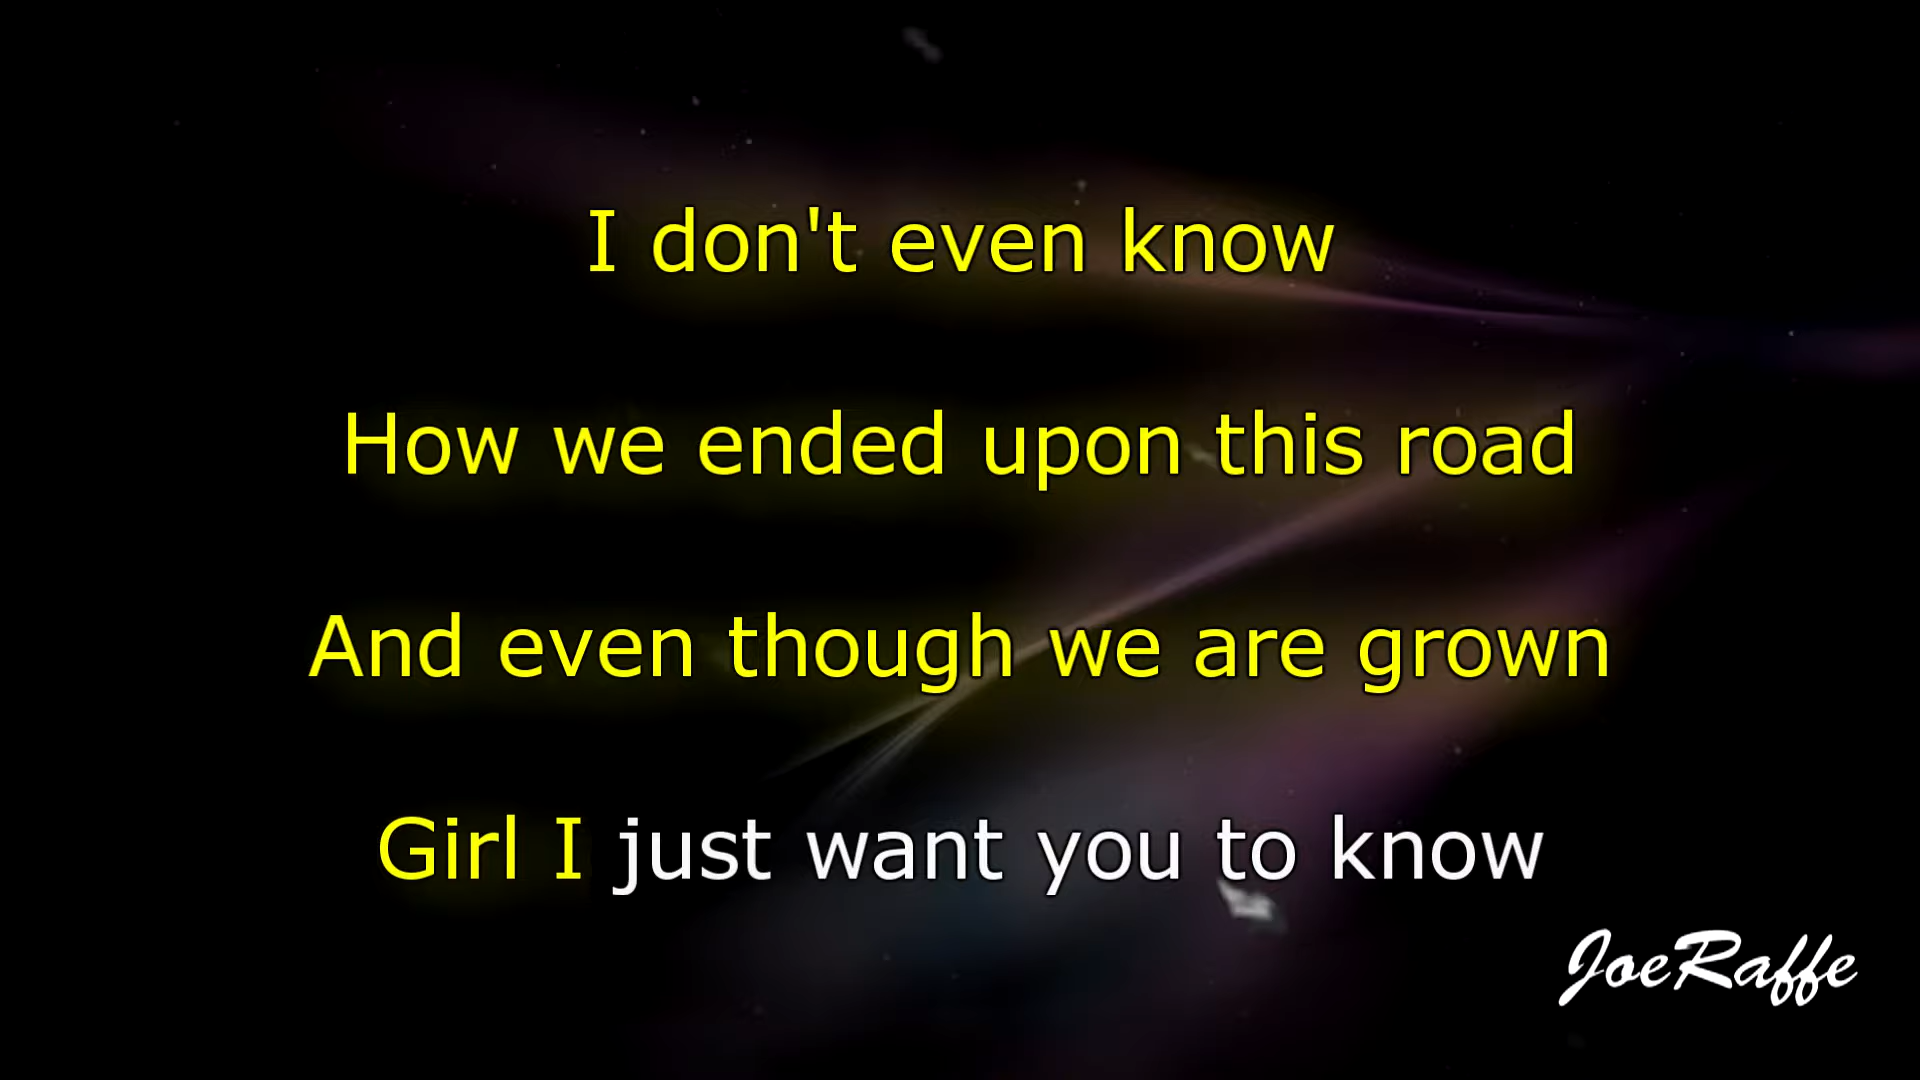 I don't even know
How we ended upon this road
And even though we are grown
Girl I just want you to know
JoeRaffe